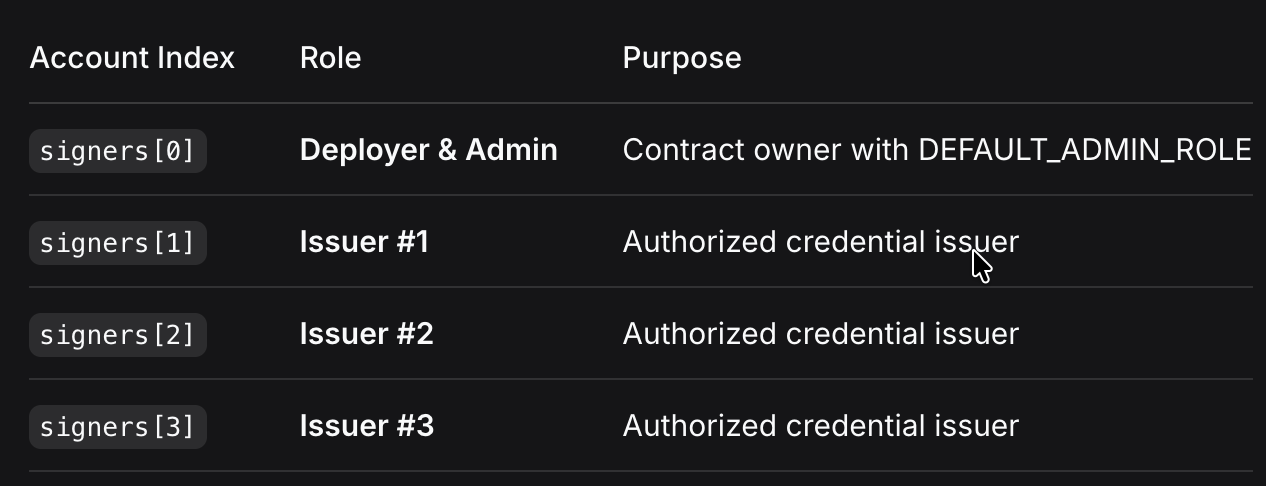 Account Index Role Purpose
signers[0] Deployer & Admin Contract owner with DEFAULT_ADMIN_ROLE
signers[1] Issuer #1 Authorized credential issuer
signers[2] Issuer #2 Authorized credential issuer
signers[3] Issuer #3 Authorized credential issuer